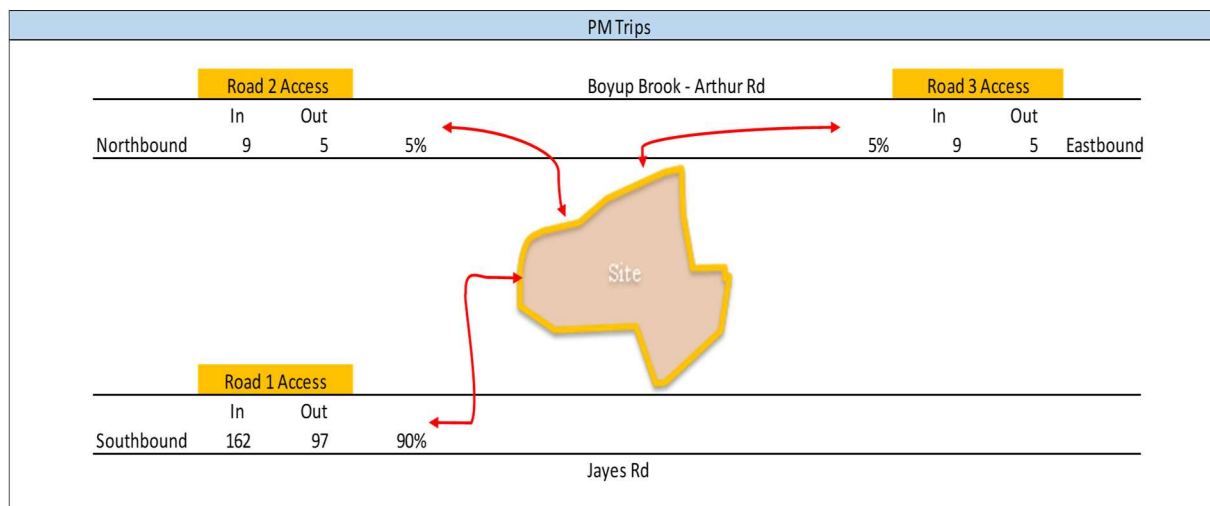 PM Trips
Road 2 Access Boyup Brook - Arthur Rd Road 3 Access
In Out In Out
Northbound 9 5 5% 5% 9 5 Eastbound
Site
Road 1 Access
In Out
Southbound 162 97 90%
Jayes Rd